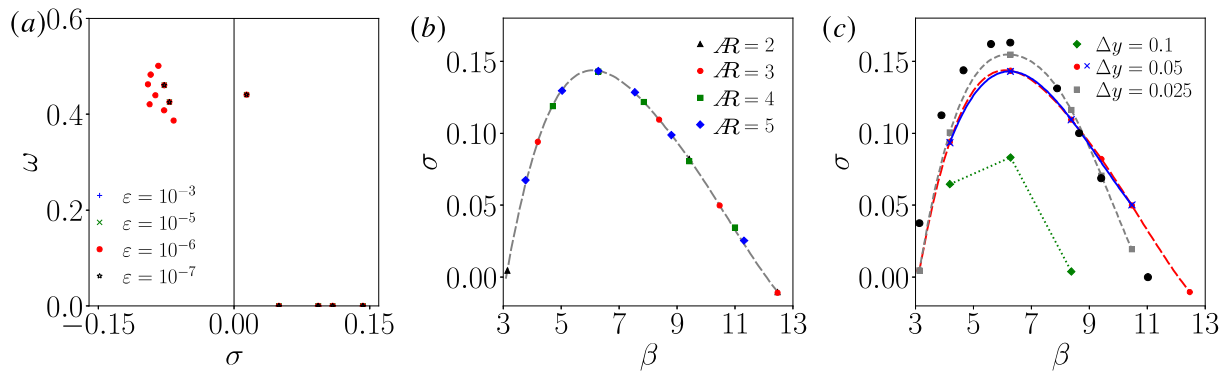 (a)
0.6
0.4
0.2
0.0
ω
ε = 10⁻³
ε = 10⁻⁵
ε = 10⁻⁶
ε = 10⁻⁷
−0.15
0.00
0.15
σ
(b)
σ
0.15
0.10
0.05
0.00
Æ = 2
Æ = 3
Æ = 4
Æ = 5
3
5
7
9
11
13
β
(c)
σ
0.15
0.10
0.05
0.00
Δy = 0.1
Δy = 0.05
Δy = 0.025
3
5
7
9
11
13
β